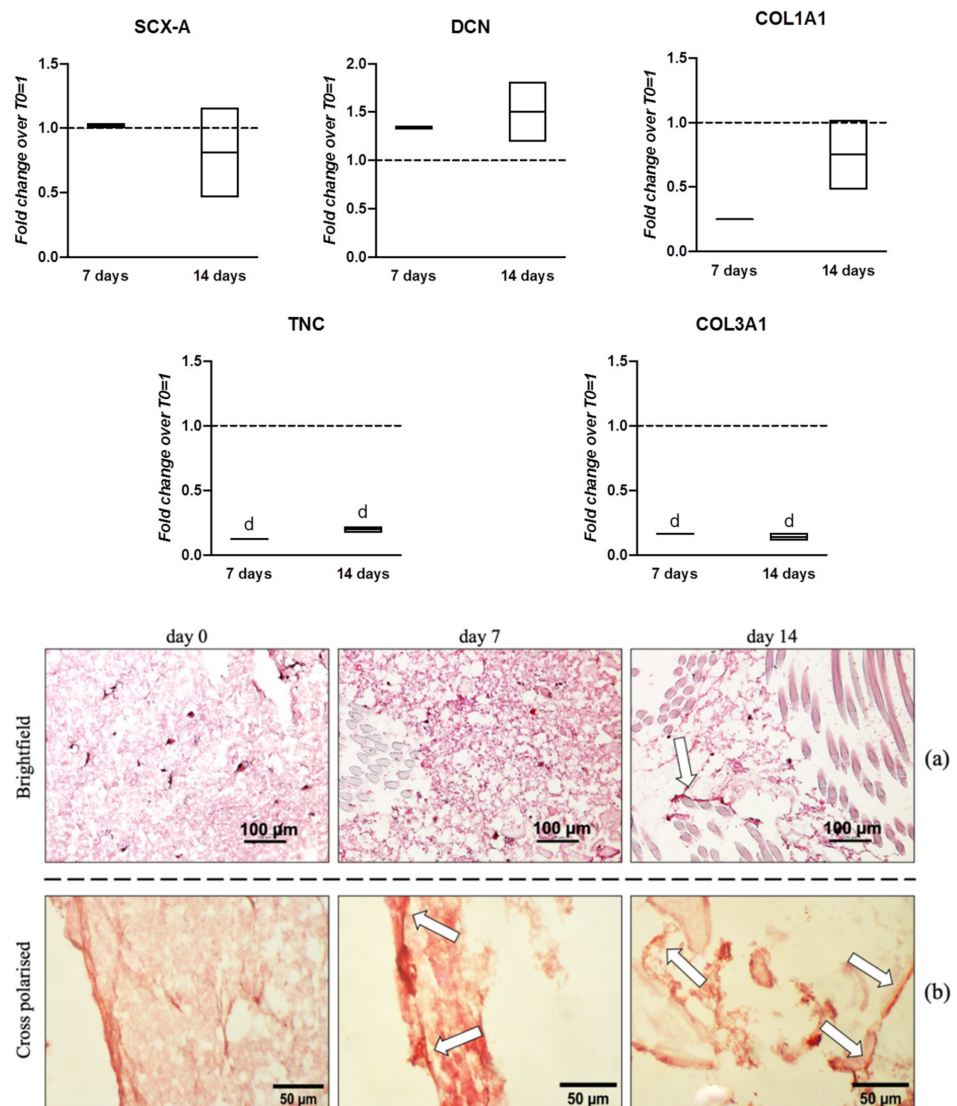 SCX-A
Fold change over T0=1
1.5
1.0
0.5
0.0
7 days
14 days
DCN
Fold change over T0=1
2.0
1.5
1.0
0.5
0.0
7 days
14 days
COL1A1
Fold change over T0=1
1.5
1.0
0.5
0.0
7 days
14 days
TNC
Fold change over T0=1
1.5
1.0
0.5
0.0
d
d
7 days
14 days
COL3A1
Fold change over T0=1
1.5
1.0
0.5
0.0
d
d
7 days
14 days
day 0
day 7
day 14
Brightfield
100 µm
100 µm
100 µm
(a)
Cross polarised
50 µm
50 µm
50 µm
(b)